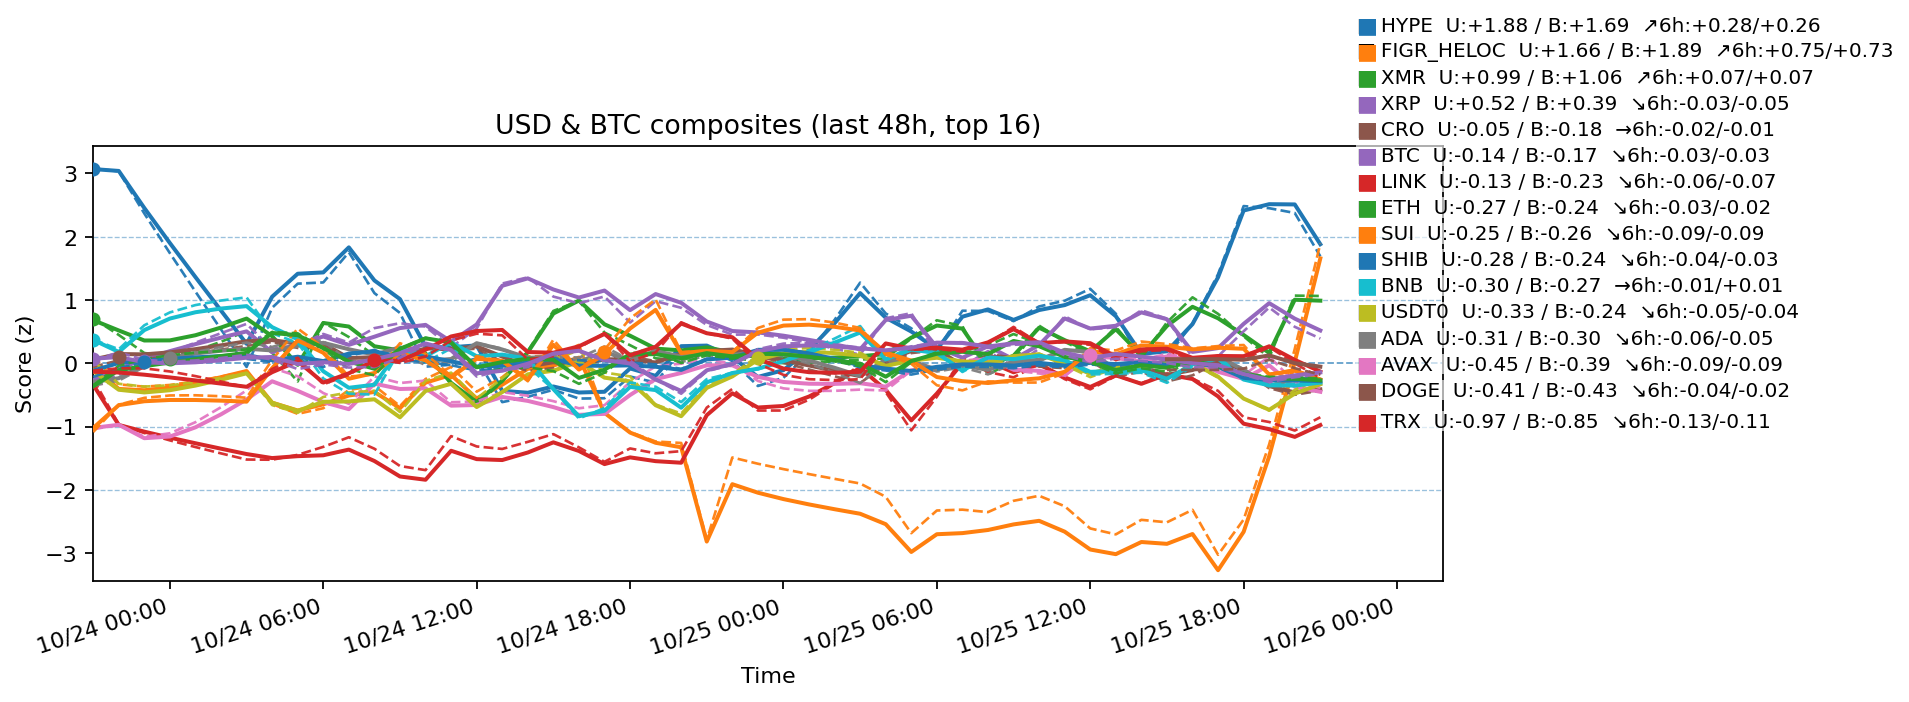 HYPE U:+1.88 / B:+1.69 ↗6h:+0.28/+0.26
FIGR_HELOC U:+1.66 / B:+1.89 ↗6h:+0.75/+0.73
XMR U:+0.99 / B:+1.06 ↗6h:+0.07/+0.07
XRP U:+0.52 / B:+0.39 ↘6h:-0.03/-0.05
CRO U:-0.05 / B:-0.18 →6h:-0.02/-0.01
BTC U:-0.14 / B:-0.17 ↘6h:-0.03/-0.03
LINK U:-0.13 / B:-0.23 ↘6h:-0.06/-0.07
ETH U:-0.27 / B:-0.24 ↘6h:-0.03/-0.02
SUI U:-0.25 / B:-0.26 ↘6h:-0.09/-0.09
SHIB U:-0.28 / B:-0.24 ↘6h:-0.04/-0.03
BNB U:-0.30 / B:-0.27 →6h:-0.01/+0.01
USDT0 U:-0.33 / B:-0.24 ↘6h:-0.05/-0.04
ADA U:-0.31 / B:-0.30 ↘6h:-0.06/-0.05
AVAX U:-0.45 / B:-0.39 ↘6h:-0.09/-0.09
DOGE U:-0.41 / B:-0.43 ↘6h:-0.04/-0.02
TRX U:-0.97 / B:-0.85 ↘6h:-0.13/-0.11
USD & BTC composites (last 48h, top 16)
Score (z)
3
2
1
0
−1
−2
−3
10/24 00:00
10/24 06:00
10/24 12:00
10/24 18:00
10/25 00:00
10/25 06:00
10/25 12:00
10/25 18:00
10/26 00:00
Time